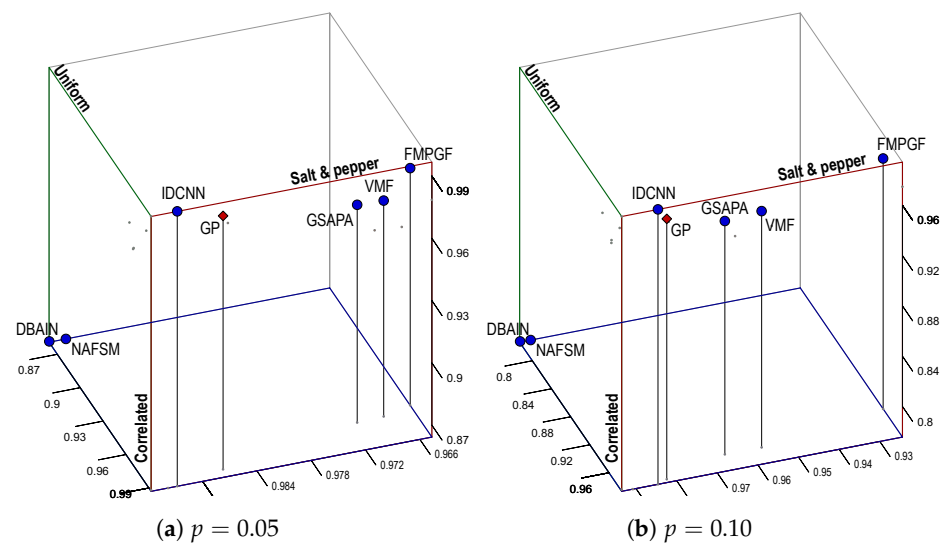 Uniform
Salt & pepper
Correlated
FMPGF
VMF
GSAPA
IDCNN
GP
DBAIN
NAFSM
0.99
0.96
0.93
0.9
0.87
0.87
0.9
0.93
0.96
0.99
0.984
0.978
0.972
0.966
(a) p = 0.05
Uniform
Salt & pepper
Correlated
FMPGF
IDCNN
GSAPA
GP
VMF
DBAIN
NAFSM
0.96
0.92
0.88
0.84
0.8
0.8
0.84
0.88
0.92
0.96
0.97
0.96
0.95
0.94
0.93
(b) p = 0.10